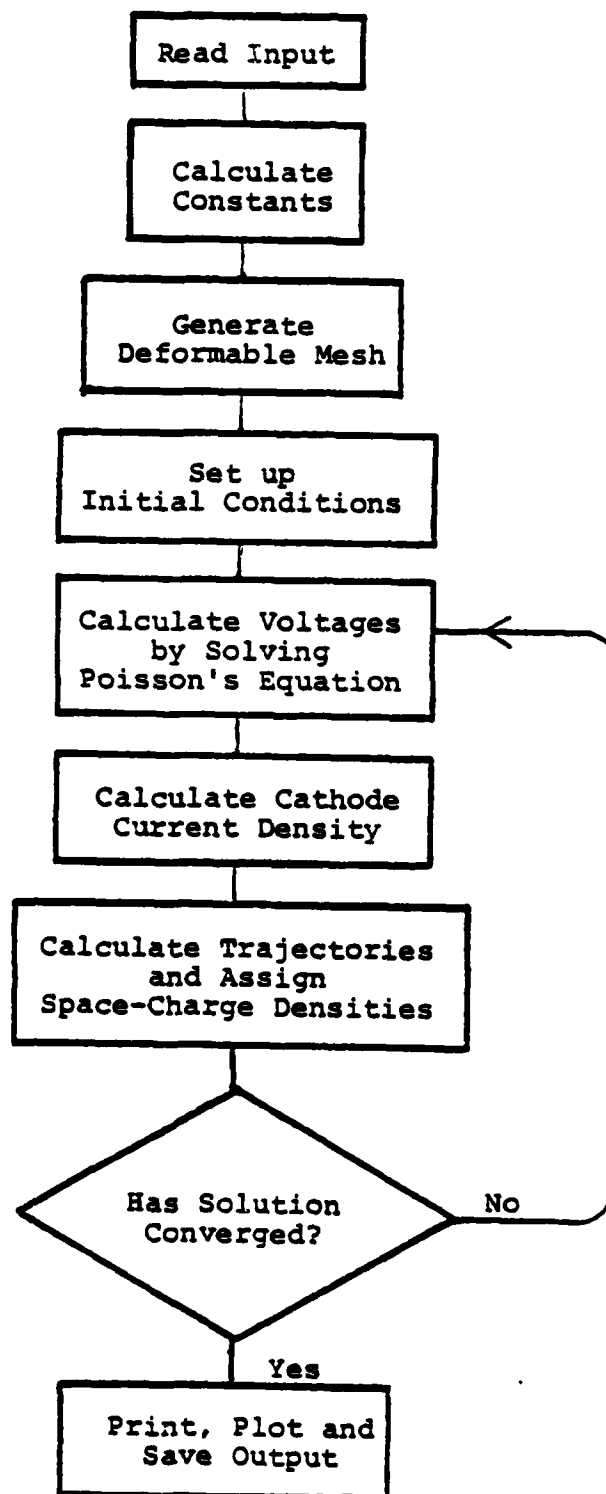 Read Input
Calculate
Constants
Generate
Deformable Mesh
Set up
Initial Conditions
Calculate Voltages
by Solving
Poisson's Equation
Calculate Cathode
Current Density
Calculate Trajectories
and Assign
Space-Charge Densities
Has Solution
Converged?
No
Yes
Print, Plot and
Save Output